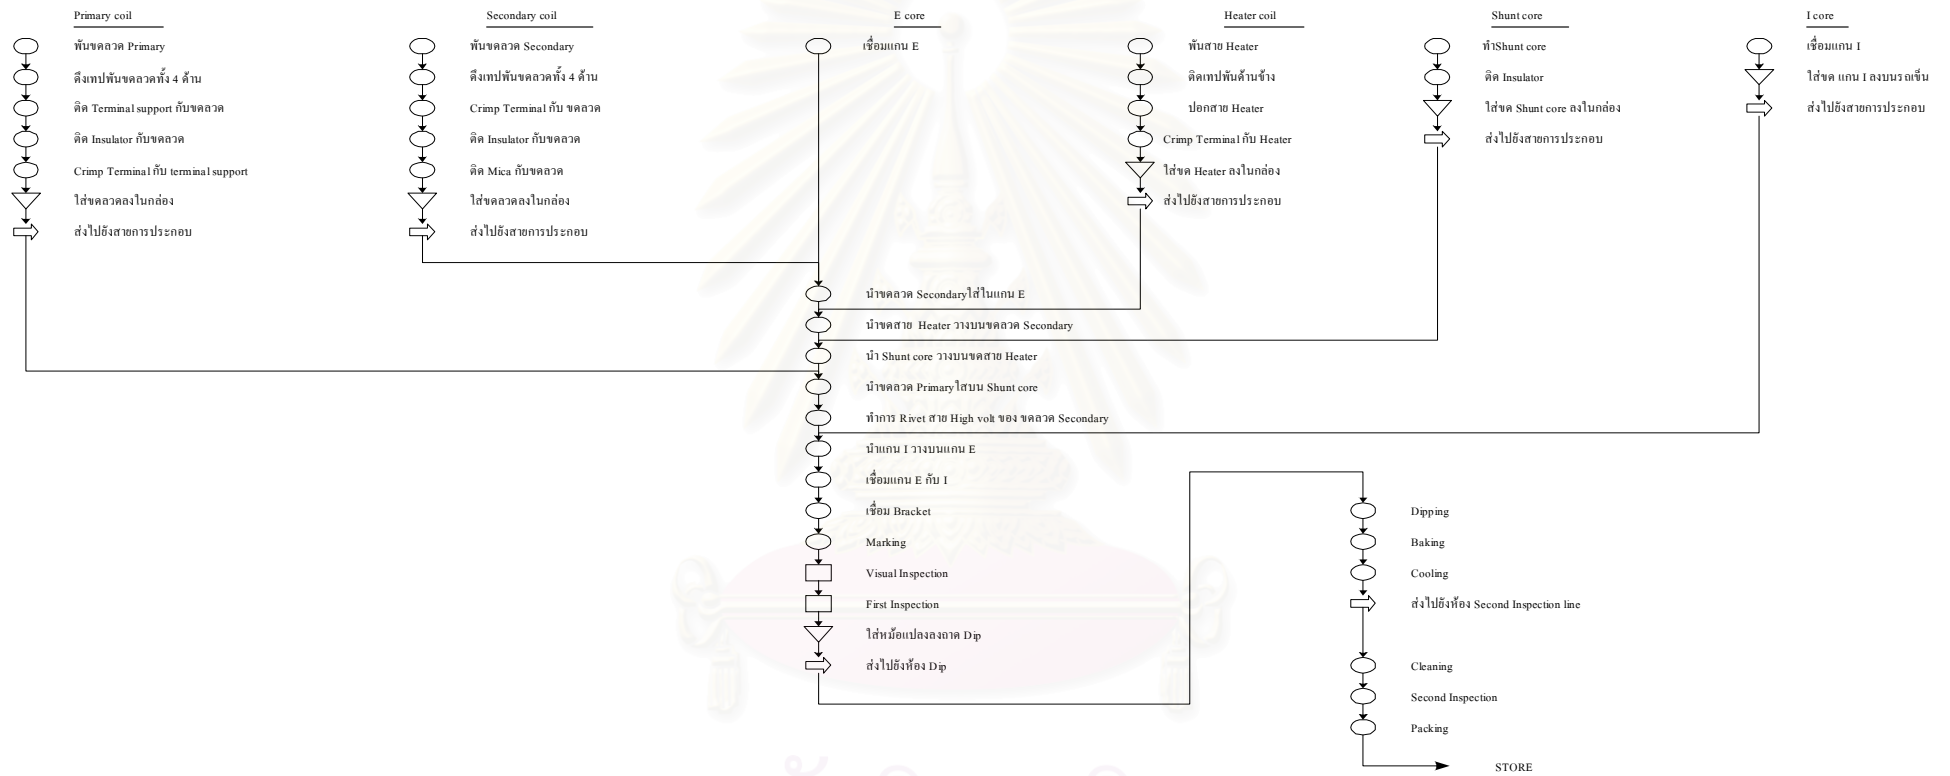 Primary coil
พันขดลวด Primary
ดึงเทปพันขดลวดทั้ง 4 ด้าน
ติด Terminal support กับขดลวด
ติด Insulator กับขดลวด
Crimp Terminal กับ terminal support
ใส่ขดลวดลงในกล่อง
ส่งไปยังสายการประกอบ
Secondary coil
พันขดลวด Secondary
ดึงเทปพันขดลวดทั้ง 4 ด้าน
Crimp Terminal กับ ขดลวด
ติด Insulator กับขดลวด
ติด Mica กับขดลวด
ใส่ขดลวดลงในกล่อง
ส่งไปยังสายการประกอบ
E core
เชื่อมแกน E
Heater coil
พันสาย Heater
ติดเทปพันด้านข้าง
ปอกสาย Heater
Crimp Terminal กับ Heater
ใส่ขด Heater ลงในกล่อง
ส่งไปยังสายการประกอบ
Shunt core
ทำShunt core
ติด Insulator
ใส่ขด Shunt core ลงในกล่อง
ส่งไปยังสายการประกอบ
I core
เชื่อมแกน I
ใส่ขด แกน I ลงบนรถเข็น
ส่งไปยังสายการประกอบ
นำขดลวด Secondaryใส่ในแกน E
นำขดสาย Heater วางบนขดลวด Secondary
นำ Shunt core วางบนขดสาย Heater
นำขดลวด Primaryใสบน Shunt core
ทำการ Rivet สาย High volt ของ ขดลวด Secondary
นำแกน I วางบนแกน E
เชื่อมแกน E กับ I
เชื่อม Bracket
Marking
Visual Inspection
First Inspection
ใส่หม้อแปลงลงถาด Dip
ส่งไปยังห้อง Dip
Dipping
Baking
Cooling
ส่งไปยังห้อง Second Inspection line
Cleaning
Second Inspection
Packing
STORE